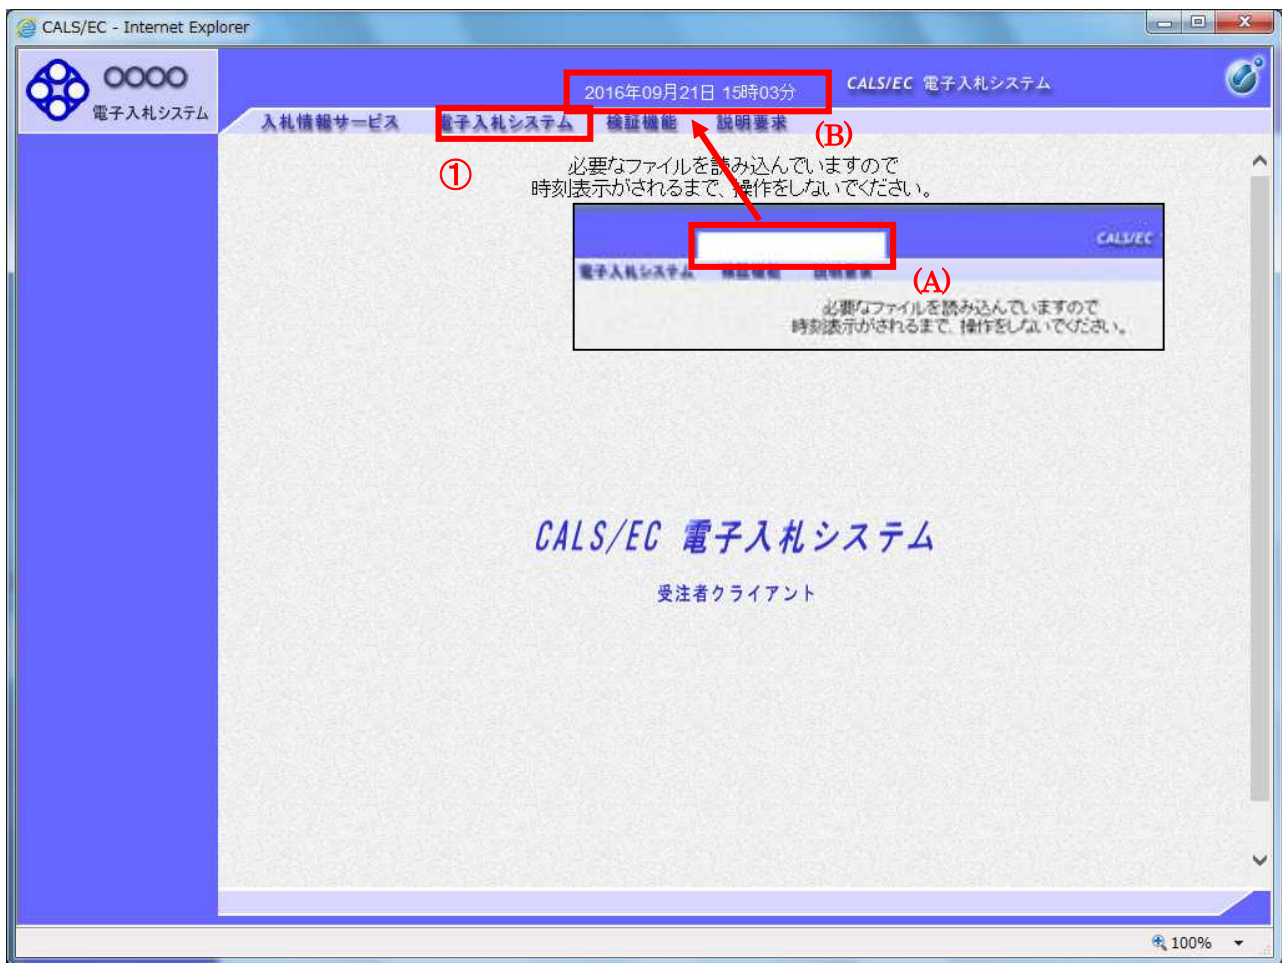 CALS/EC - Internet Explorer
○○○○
電子入札システム
2016年09月21日 15時03分
CALS/EC 電子入札システム
入札情報サービス 電子入札システム 検証機能 説明要求
(B)
①
必要なファイルを読み込んでいますので
時刻表示がされるまで、操作をしないでください。
CALS/EC
電子入札システム 検証機能 説明要求
(A)
必要なファイルを読み込んでいますので
時刻表示がされるまで、操作をしないでください。
CALS/EC 電子入札システム
受注者クライアント
100%